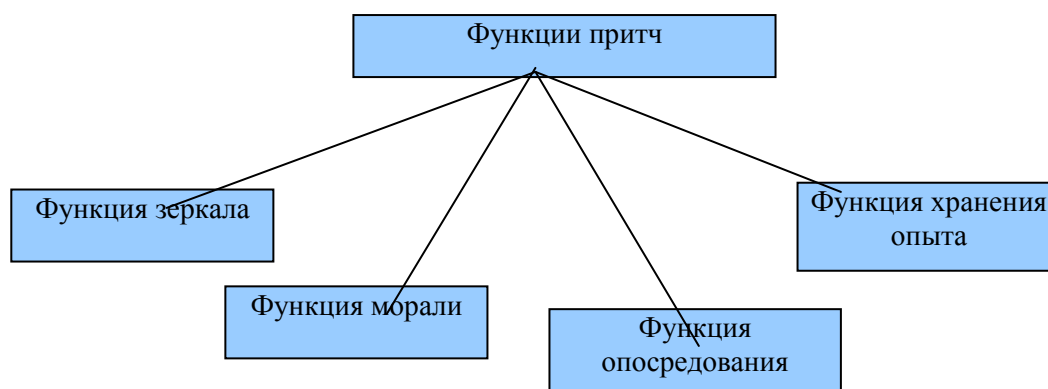 Функции притч
Функция зеркала
Функция хранения
опыта
Функция морали
Функция
опосредования